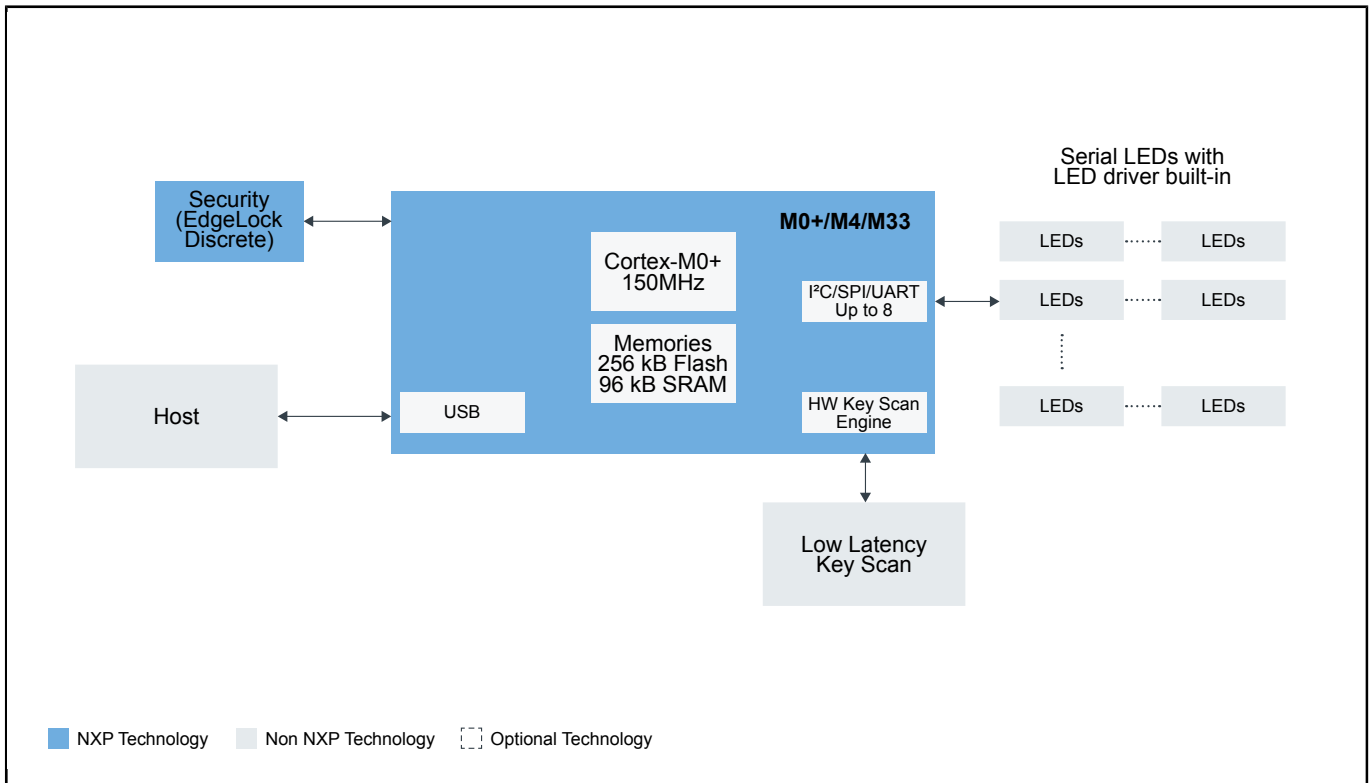 Serial LEDs with
LED driver built-in
Security
(EdgeLock
Discrete)
M0+/M4/M33
Cortex-M0+
150MHz
I²C/SPI/UART
Up to 8
LEDs
LEDs
LEDs
LEDs
LEDs
LEDs
Memories
256 kB Flash
96 kB SRAM
Host
USB
HW Key Scan
Engine
Low Latency
Key Scan
NXP Technology
Non NXP Technology
Optional Technology